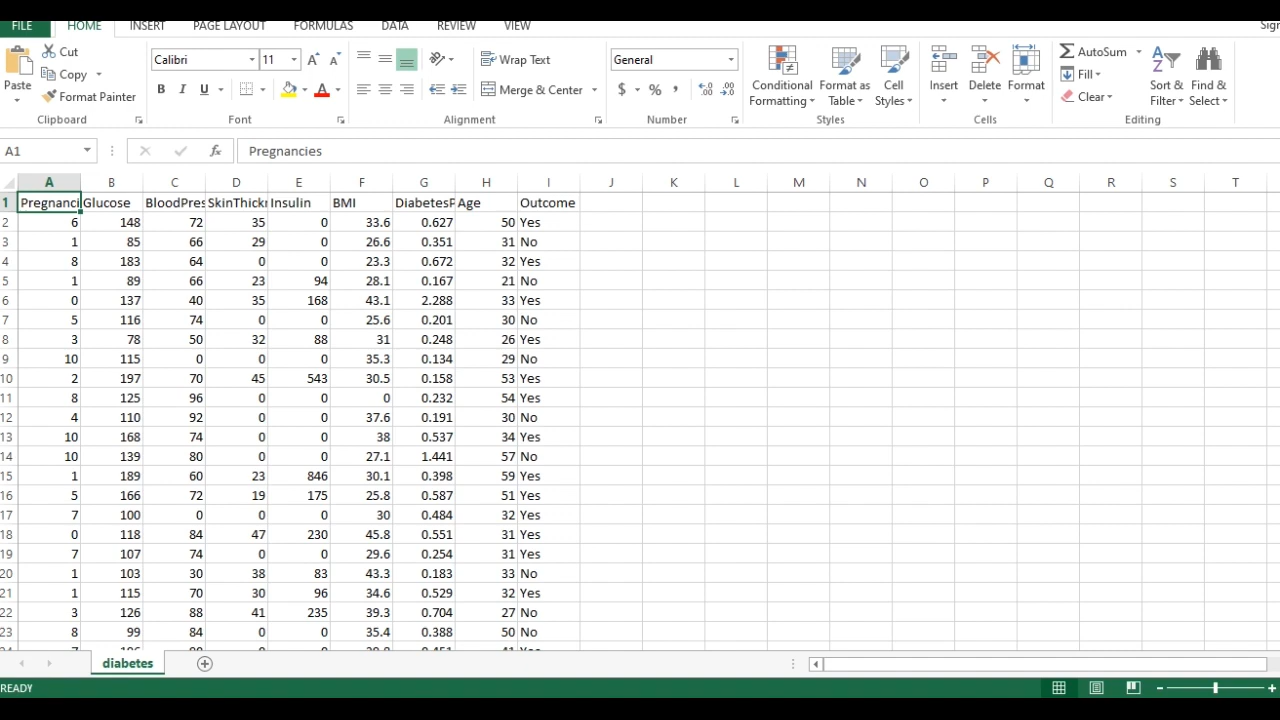 FILE HOME INSERT PAGE LAYOUT FORMULAS DATA REVIEW VIEW
Paste
Cut
Copy
Format Painter
Clipboard
Calibri 11
B I U
Font
Wrap Text
Merge & Center
Alignment
General
$ % ,
Number
Conditional Formatting
Format as Table
Cell Styles
Styles
Insert Delete Format
Cells
AutoSum
Fill
Clear
Sort & Filter
Find & Select
Editing
A1 fx Pregnancies
A B C D E F G H I J K L M N O P Q R S T
1 Pregnanci Glucose BloodPres SkinThickr Insulin BMI DiabetesP Age Outcome
2 6 148 72 35 0 33.6 0.627 50 Yes
3 1 85 66 29 0 26.6 0.351 31 No
4 8 183 64 0 0 23.3 0.672 32 Yes
5 1 89 66 23 94 28.1 0.167 21 No
6 0 137 40 35 168 43.1 2.288 33 Yes
7 5 116 74 0 0 25.6 0.201 30 No
8 3 78 50 32 88 31 0.248 26 Yes
9 10 115 0 0 0 35.3 0.134 29 No
10 2 197 70 45 543 30.5 0.158 53 Yes
11 8 125 96 0 0 0 0.232 54 Yes
12 4 110 92 0 0 37.6 0.191 30 No
13 10 168 74 0 0 38 0.537 34 Yes
14 10 139 80 0 0 27.1 1.441 57 No
15 1 189 60 23 846 30.1 0.398 59 Yes
16 5 166 72 19 175 25.8 0.587 51 Yes
17 7 100 0 0 0 30 0.484 32 Yes
18 0 118 84 47 230 45.8 0.551 31 Yes
19 7 107 74 0 0 29.6 0.254 31 Yes
20 1 103 30 38 83 43.3 0.183 33 No
21 1 115 70 30 96 34.6 0.529 32 Yes
22 3 126 88 41 235 39.3 0.704 27 No
23 8 99 84 0 0 35.4 0.388 50 No
diabetes
READY